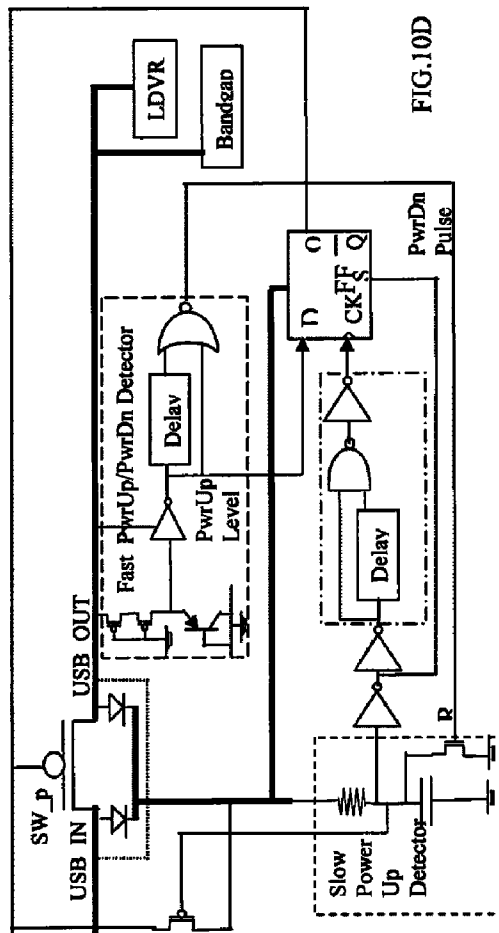 USB IN
SW_p
USB OUT
LDVR
Bandgap
Fast PwrUp/PwrDn Detector
Delay
PwrUp
Level
D
O
CK
FF
S
Q
PwrDn
Pulse
Delay
R
Slow
Power
Up
Detector
FIG.10D